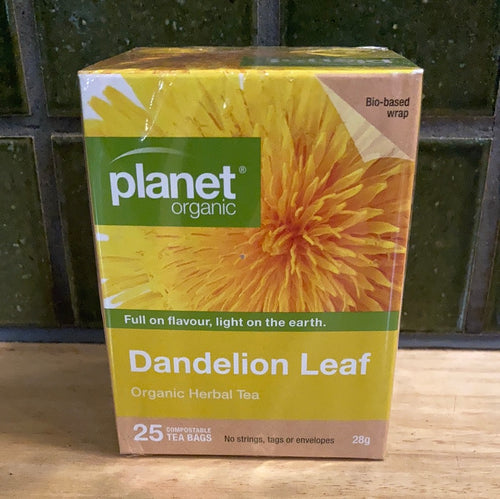 Bio-based
wrap
planet®
organic
Full on flavour, light on the earth.
Dandelion Leaf
Organic Herbal Tea
25 COMPOSTABLE
TEA BAGS
No strings, tags or envelopes
28g